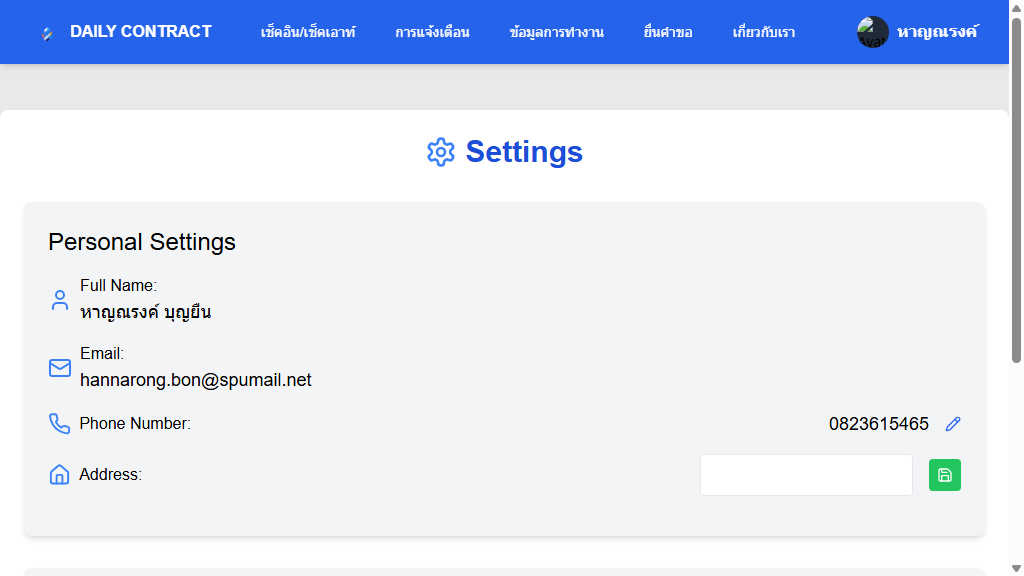 DAILY CONTRACT
เช็คอิน/เช็คเอาท์
การแจ้งเตือน
ข้อมูลการทำงาน
ยื่นคำขอ
เกี่ยวกับเรา
หาญณรงค์
Settings
Personal Settings
Full Name:
หาญณรงค์ บุญยืน
Email:
hannarong.bon@spumail.net
Phone Number:
0823615465
Address: